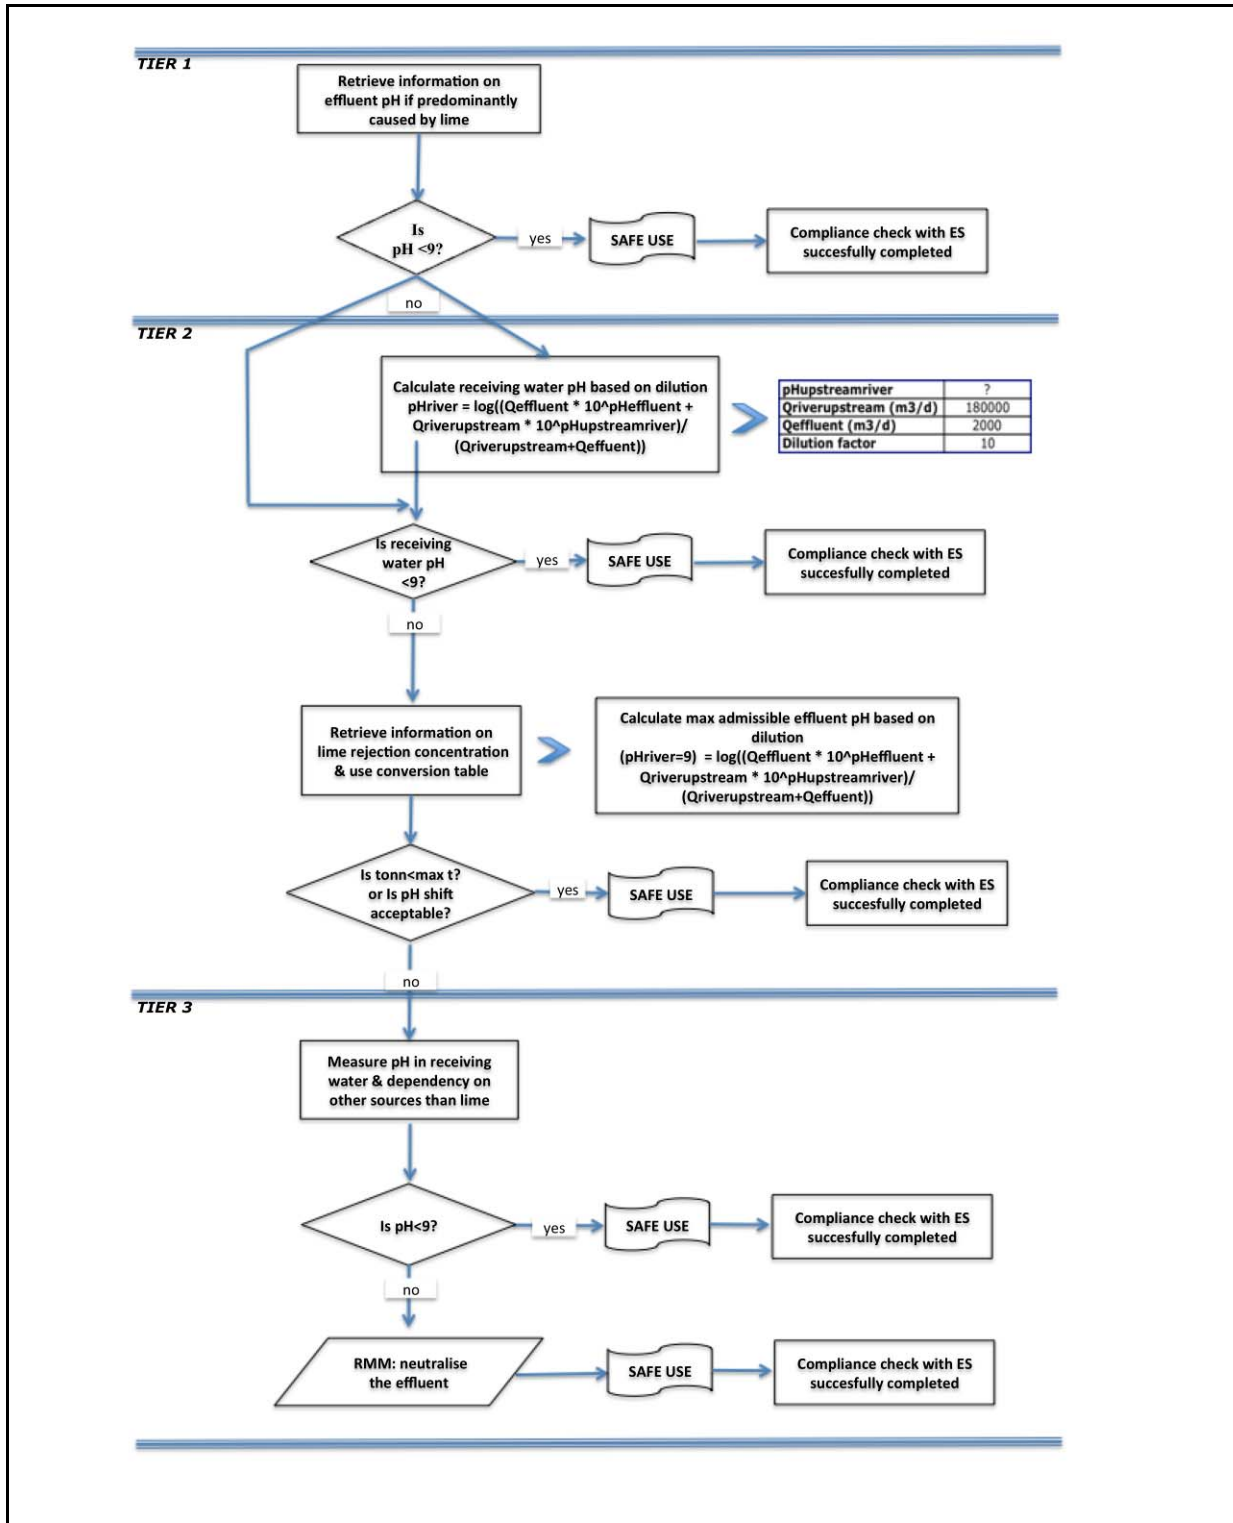 TIER 1
Retrieve information on
effluent pH if predominantly
caused by lime
Is
pH <9?
yes
SAFE USE
Compliance check with ES
succesfully completed
no
TIER 2
Calculate receiving water pH based on dilution
pHriver = log((Qeffluent * 10^pHeffluent +
Qriverupstream * 10^pHupstreamriver)/
(Qriverupstream+Qeffuent))
pHupstreamriver ?
Qriverupstream (m3/d) 180000
Qeffluent (m3/d) 2000
Dilution factor 10
Is receiving
water pH
<9?
yes
SAFE USE
Compliance check with ES
succesfully completed
no
Retrieve information on
lime rejection concentration
& use conversion table
Calculate max admissible effluent pH based on
dilution
(pHriver=9) = log((Qeffluent * 10^pHeffluent +
Qriverupstream * 10^pHupstreamriver)/
(Qriverupstream+Qeffuent))
Is tonn<max t?
or Is pH shift
acceptable?
yes
SAFE USE
Compliance check with ES
succesfully completed
no
TIER 3
Measure pH in receiving
water & dependency on
other sources than lime
Is pH<9?
yes
SAFE USE
Compliance check with ES
succesfully completed
no
RMM: neutralise
the effluent
SAFE USE
Compliance check with ES
succesfully completed